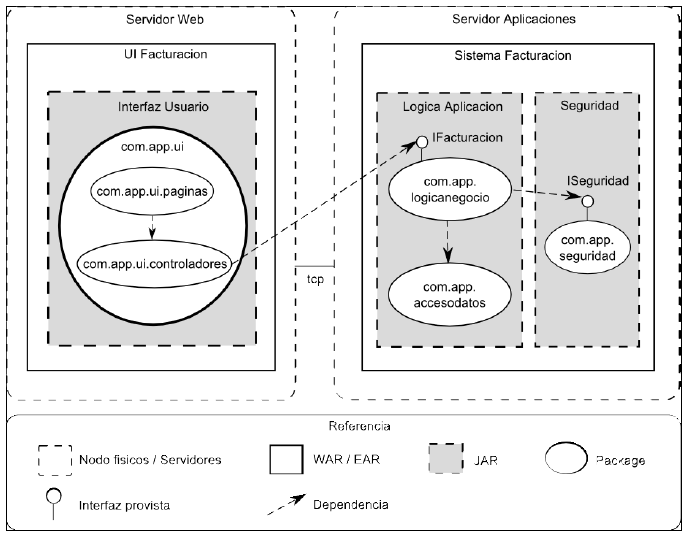 Servidor Web
Servidor Aplicaciones
UI Facturacion
Sistema Facturacion
Interfaz Usuario
Logica Aplicacion
Seguridad
com.app.ui
IFacturacion
com.app.ui.paginas
com.app.
logicanegocio
ISeguridad
com.app.ui.controladores
com.app.
seguridad
tcp
com.app.
accesodatos
Referencia
Nodo fisicos / Servidores
WAR / EAR
JAR
Package
Interfaz provista
Dependencia